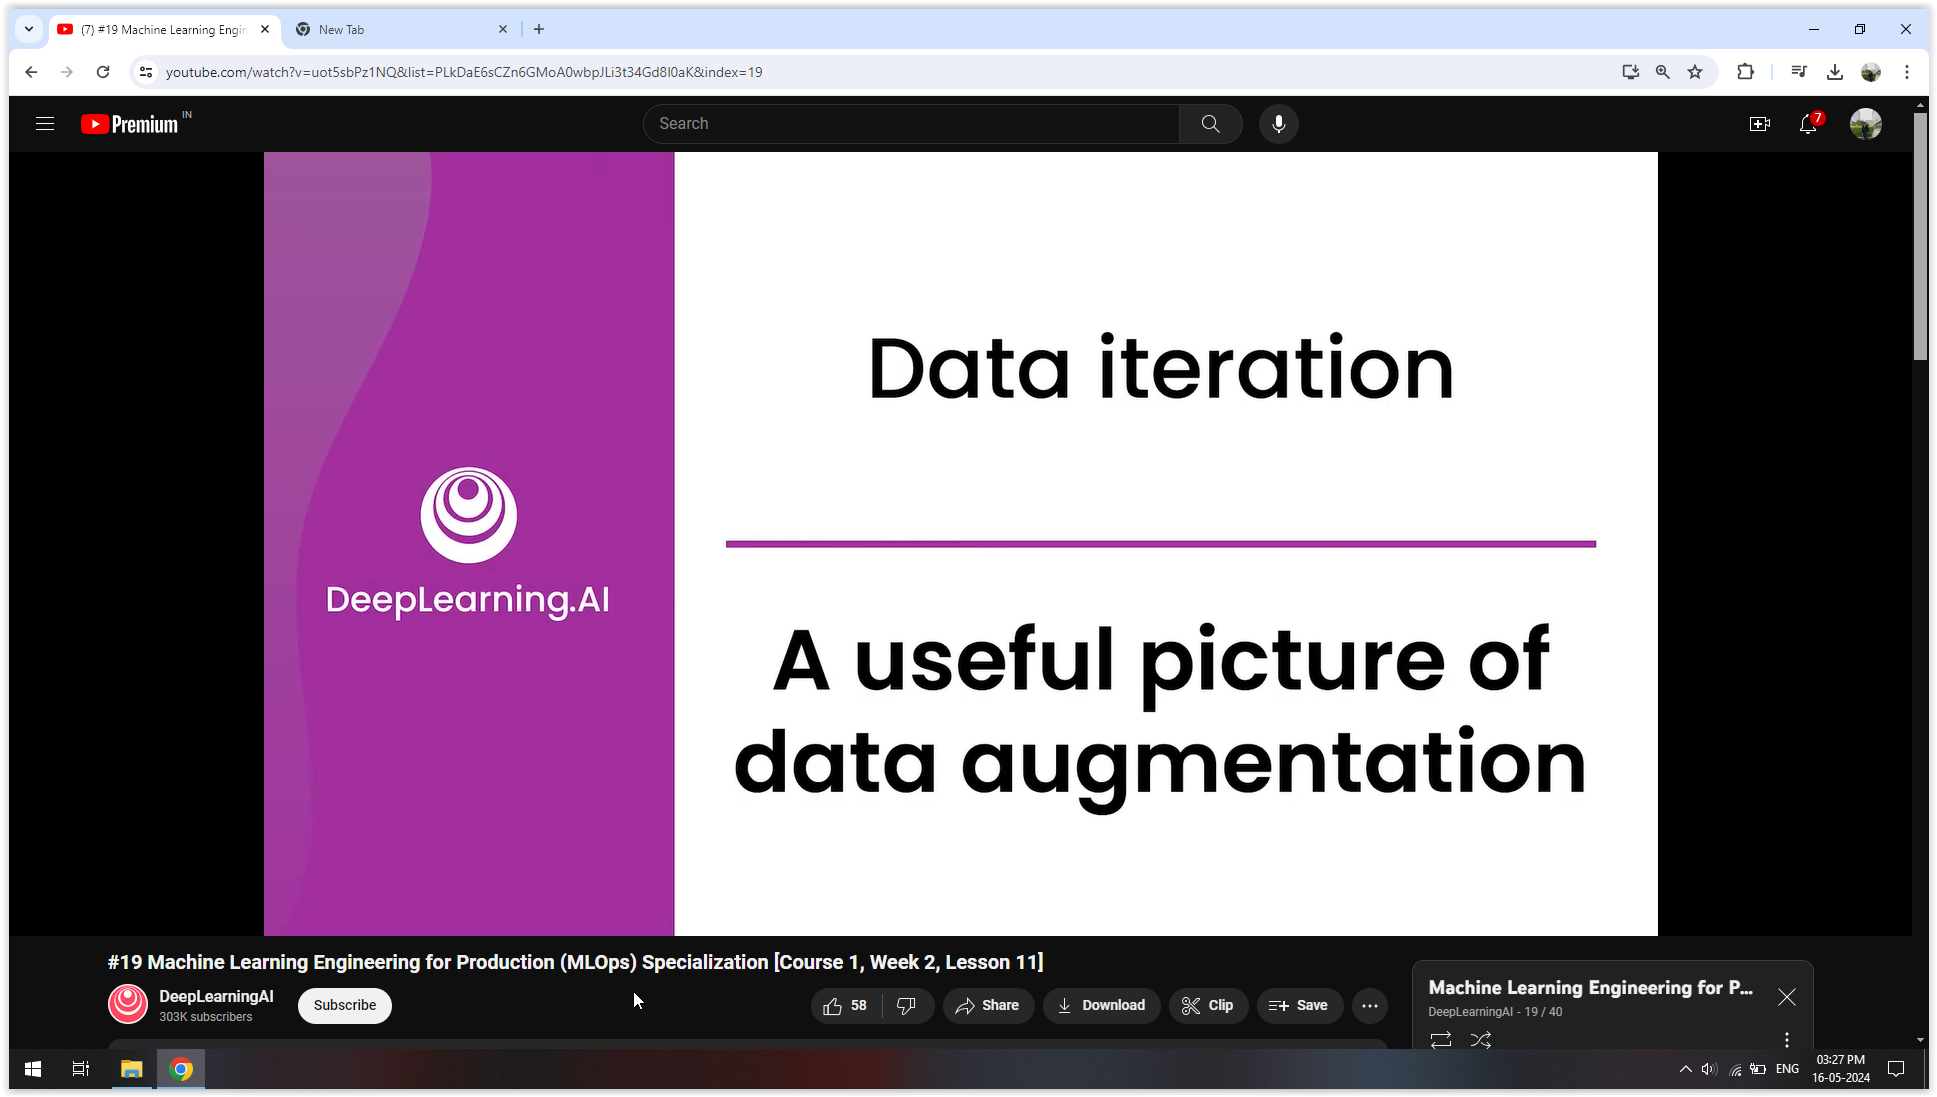 (7) #19 Machine Learning Engin
New Tab
youtube.com/watch?v=uot5sbPz1NQ&list=PLkDaE6sCZn6GMoA0wbpJLi3t34Gd8l0aK&index=19
Premium
IN
Search
7
Data iteration
DeepLearning.AI
A useful picture of
data augmentation
#19 Machine Learning Engineering for Production (MLOps) Specialization [Course 1, Week 2, Lesson 11]
DeepLearningAI
303K subscribers
Subscribe
58
Share
Download
Clip
Save
Machine Learning Engineering for P...
DeepLearningAI - 19 / 40
ENG
03:27 PM
16-05-2024